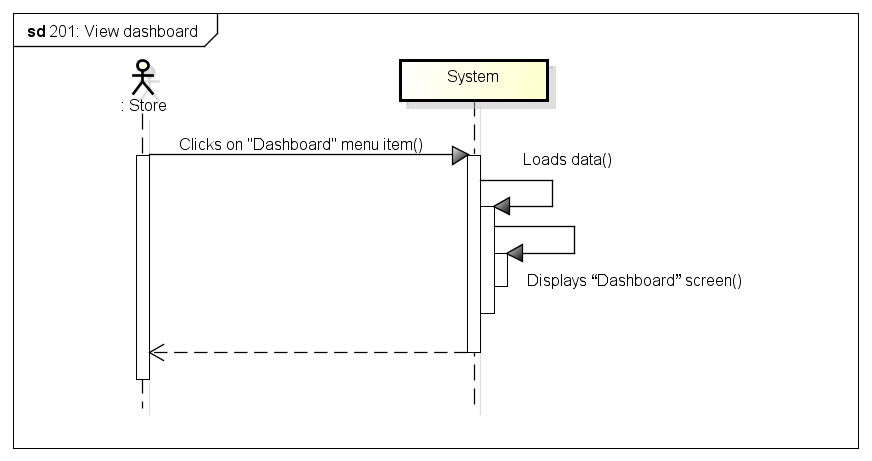 sd 201: View dashboard
System
: Store
Clicks on "Dashboard" menu item()
Loads data()
Displays “Dashboard” screen()